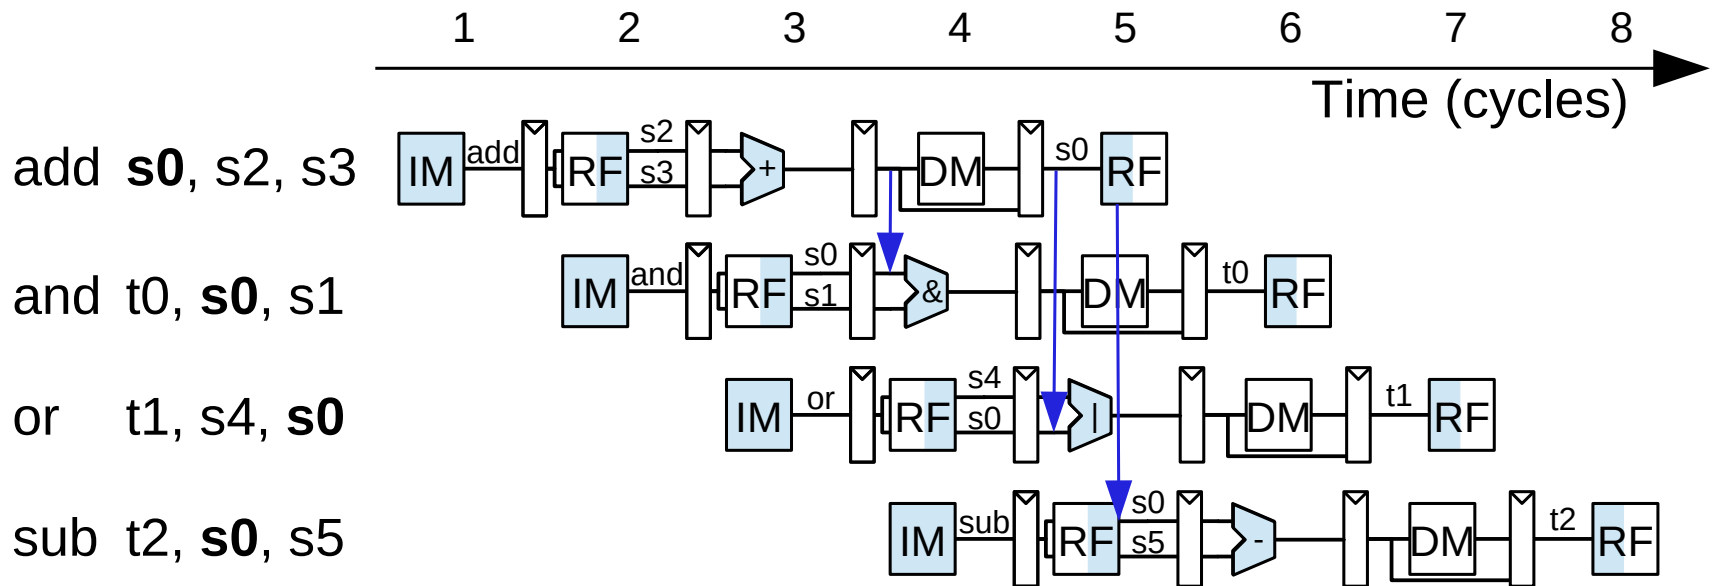 1 2 3 4 5 6 7 8
Time (cycles)
add s0, s2, s3 IM add RF s2 s3 + DM s0 RF
and t0, s0, s1 IM and RF s0 s1 & DM t0 RF
or t1, s4, s0 IM or RF s4 s0 | DM t1 RF
sub t2, s0, s5 IM sub RF s0 s5 - DM t2 RF